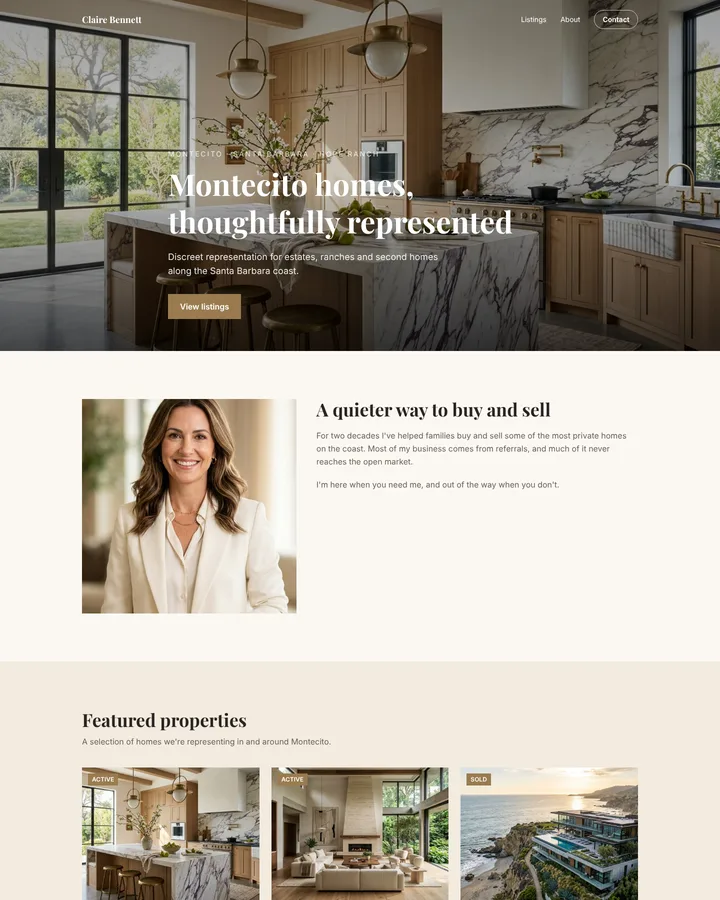 Claire Bennett
Listings
About
Contact
MONTECITO · SANTA BARBARA · HOPE RANCH
Montecito homes,
thoughtfully represented
Discreet representation for estates, ranches and second homes
along the Santa Barbara coast.
View listings
A quieter way to buy and sell
For two decades I've helped families buy and sell some of the most private homes
on the coast. Most of my business comes from referrals, and much of it never
reaches the open market.
I'm here when you need me, and out of the way when you don't.
Featured properties
A selection of homes we're representing in and around Montecito.
ACTIVE
ACTIVE
SOLD